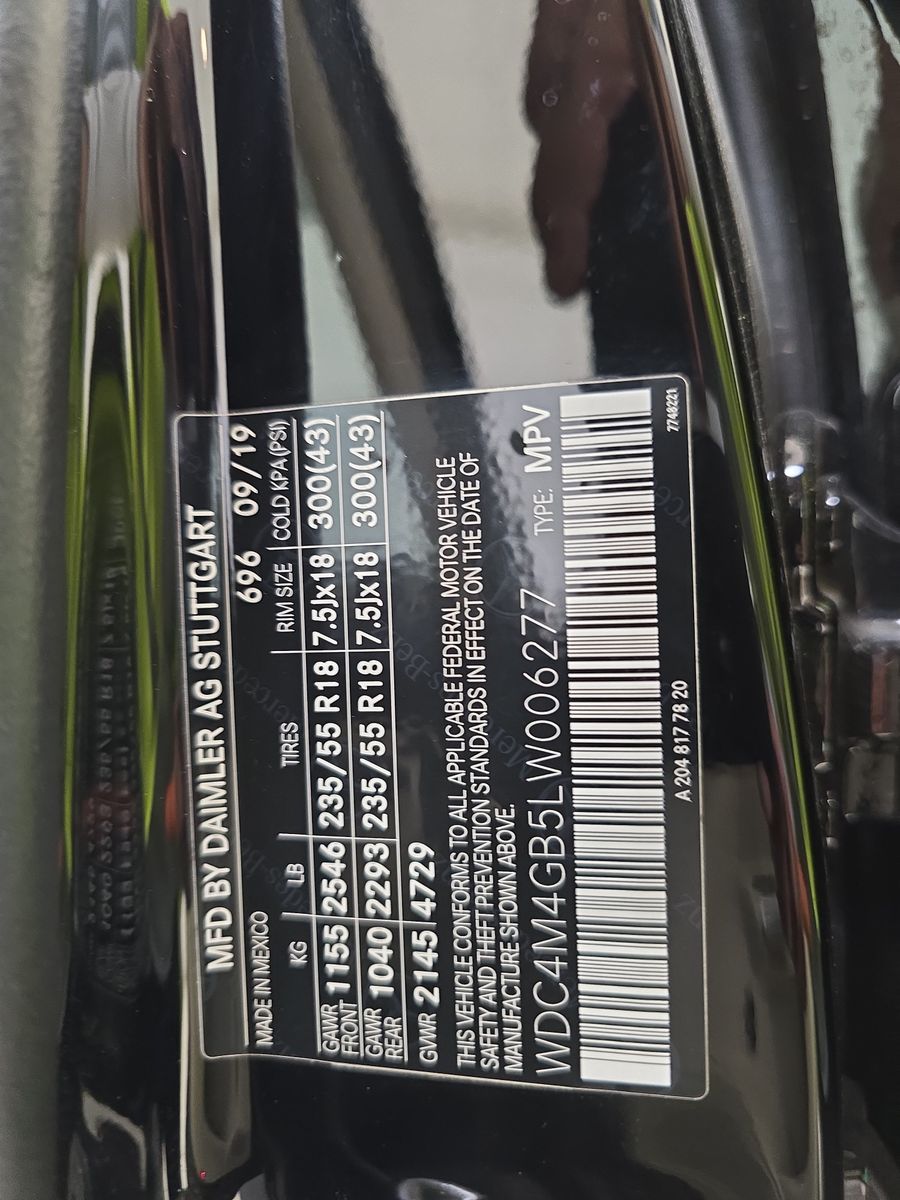 MFD BY DAIMLER AG STUTTGART
MADE IN MEXICO 696 09/19
KG LB TIRES RIM SIZE COLD KPA(PSI)
GAWR FRONT 1155 2546 235/55 R18 7.5Jx18 300(43)
GAWR REAR 1040 2293 235/55 R18 7.5Jx18 300(43)
GVWR 2145 4729
THIS VEHICLE CONFORMS TO ALL APPLICABLE FEDERAL MOTOR VEHICLE
SAFETY AND THEFT PREVENTION STANDARDS IN EFFECT ON THE DATE OF
MANUFACTURE SHOWN ABOVE.
WDC4M4GB5LW006277 TYPE: MPV
A 204 817 78 20
7748221